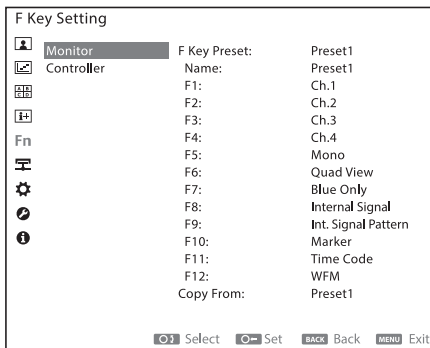 F Key Setting
Monitor
Controller
F Key Preset: Preset1
Name: Preset1
F1: Ch.1
F2: Ch.2
F3: Ch.3
F4: Ch.4
F5: Mono
F6: Quad View
F7: Blue Only
F8: Internal Signal
F9: Int. Signal Pattern
F10: Marker
F11: Time Code
F12: WFM
Copy From: Preset1
A B
C D
i+
Fn
Select Set BACK Back MENU Exit